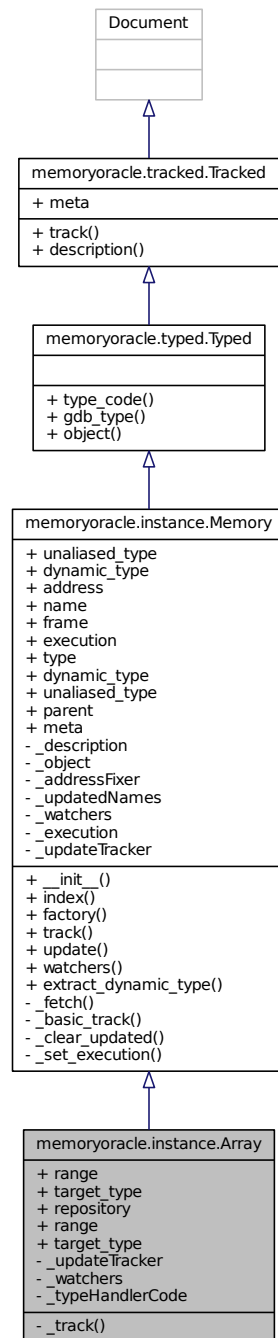 Document
memoryoracle.tracked.Tracked
+ meta
+ track()
+ description()
memoryoracle.typed.Typed
+ type_code()
+ gdb_type()
+ object()
memoryoracle.instance.Memory
+ unaliased_type
+ dynamic_type
+ address
+ name
+ frame
+ execution
+ type
+ dynamic_type
+ unaliased_type
+ parent
+ meta
- _description
- _object
- _addressFixer
- _updatedNames
- _watchers
- _execution
- _updateTracker
+ __init__()
+ index()
+ factory()
+ track()
+ update()
+ watchers()
+ extract_dynamic_type()
- _fetch()
- _basic_track()
- _clear_updated()
- _set_execution()
memoryoracle.instance.Array
+ range
+ target_type
+ repository
+ range
+ target_type
- _updateTracker
- _watchers
- _typeHandlerCode
- _track()